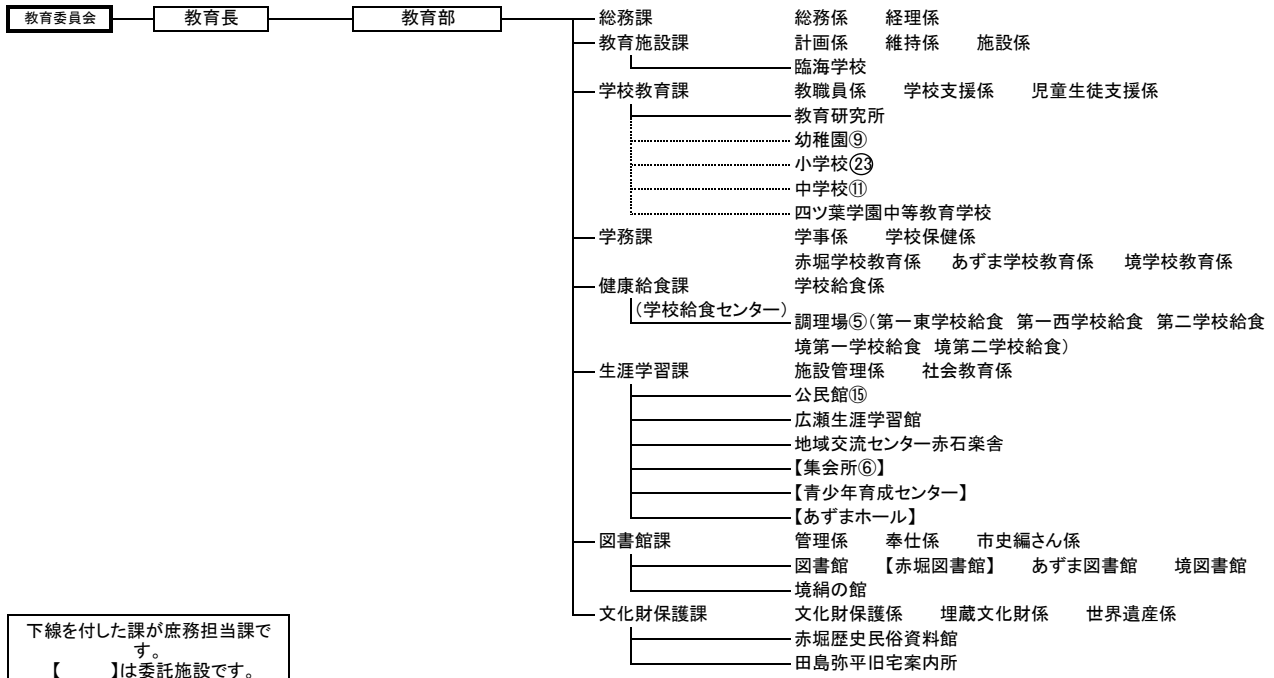 教育委員会 教育長 教育部 総務課 総務係 経理係
教育施設課 計画係 維持係 施設係
臨海学校
学校教育課 教職員係 学校支援係 児童生徒支援係
教育研究所
幼稚園⑨
小学校㉓
中学校⑪
四ツ葉学園中等教育学校
学務課 学事係 学校保健係
赤堀学校教育係 あずま学校教育係 境学校教育係
健康給食課 学校給食係
(学校給食センター)
調理場⑤(第一東学校給食 第一西学校給食 第二学校給食
境第一学校給食 境第二学校給食)
生涯学習課 施設管理係 社会教育係
公民館⑮
広瀬生涯学習館
地域交流センター赤石楽舎
【集会所⑥】
【青少年育成センター】
【あずまホール】
図書館課 管理係 奉仕係 市史編さん係
図書館 【赤堀図書館】 あずま図書館 境図書館
境絹の館
文化財保護課 文化財保護係 埋蔵文化財係 世界遺産係
赤堀歴史民俗資料館
田島弥平旧宅案内所
下線を付した課が庶務担当課で
す。
【 】は委託施設です。